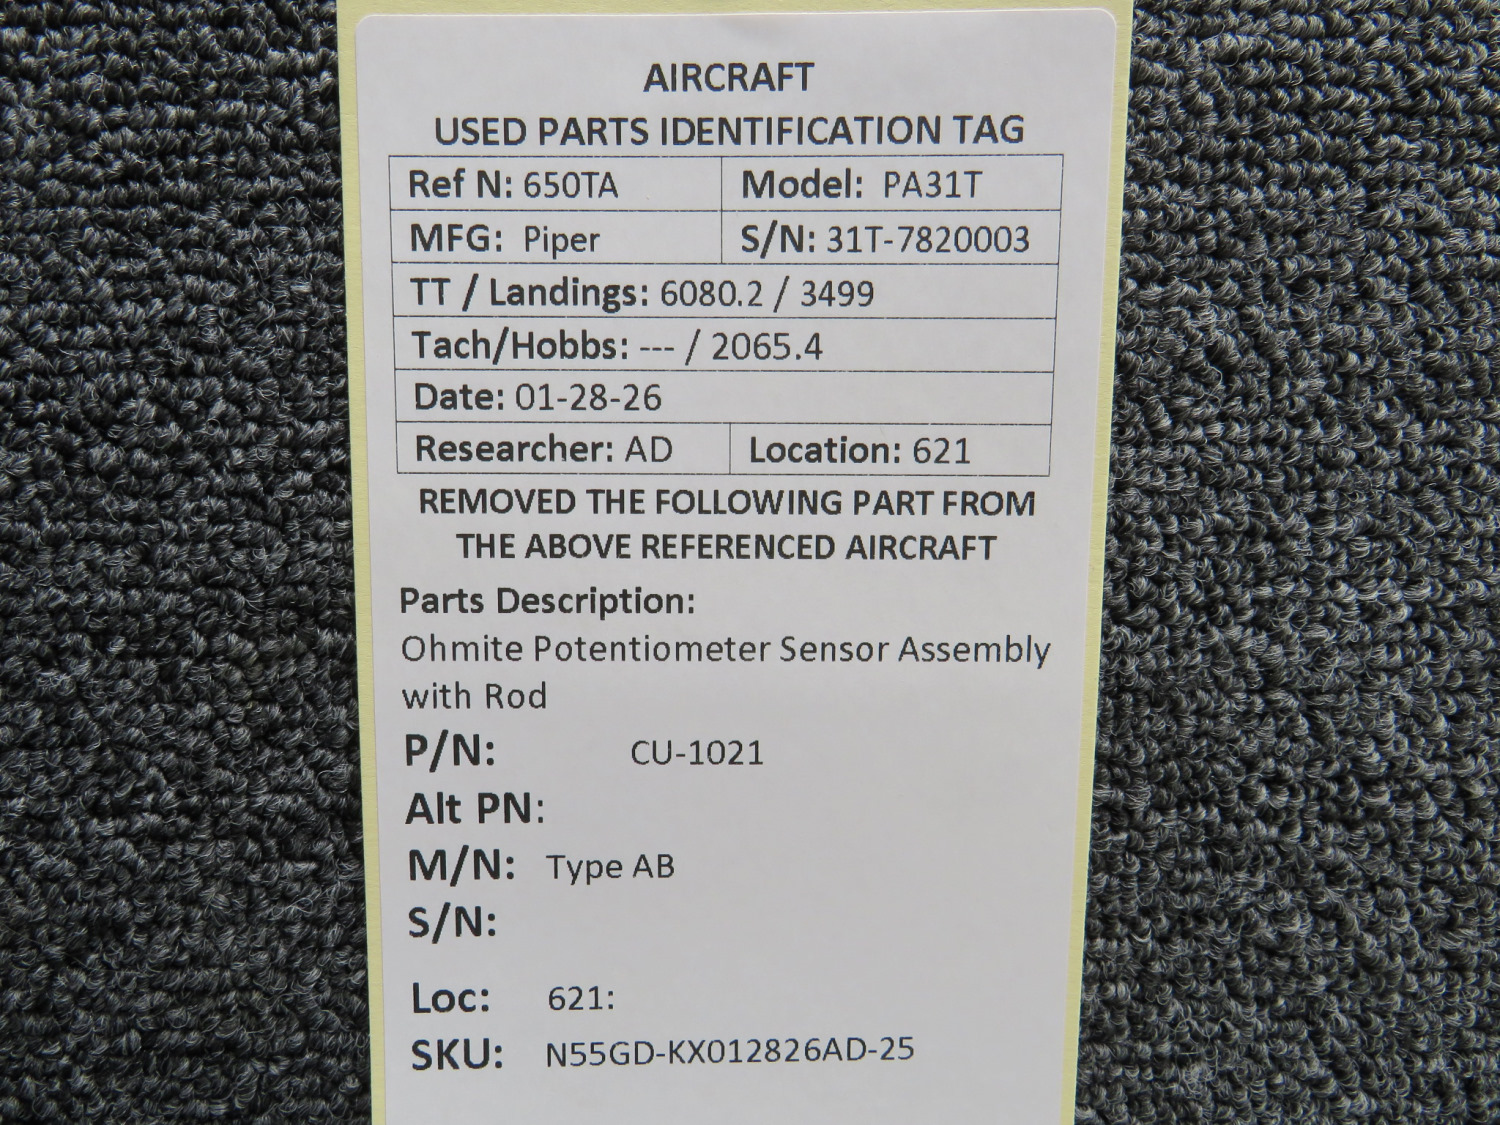 AIRCRAFT
USED PARTS IDENTIFICATION TAG
Ref N: 650TA Model: PA31T
MFG: Piper S/N: 31T-7820003
TT / Landings: 6080.2 / 3499
Tach/Hobbs: --- / 2065.4
Date: 01-28-26
Researcher: AD Location: 621
REMOVED THE FOLLOWING PART FROM
THE ABOVE REFERENCED AIRCRAFT
Parts Description:
Ohmite Potentiometer Sensor Assembly
with Rod
P/N: CU-1021
Alt PN:
M/N: Type AB
S/N:
Loc: 621:
SKU: N55GD-KX012826AD-25